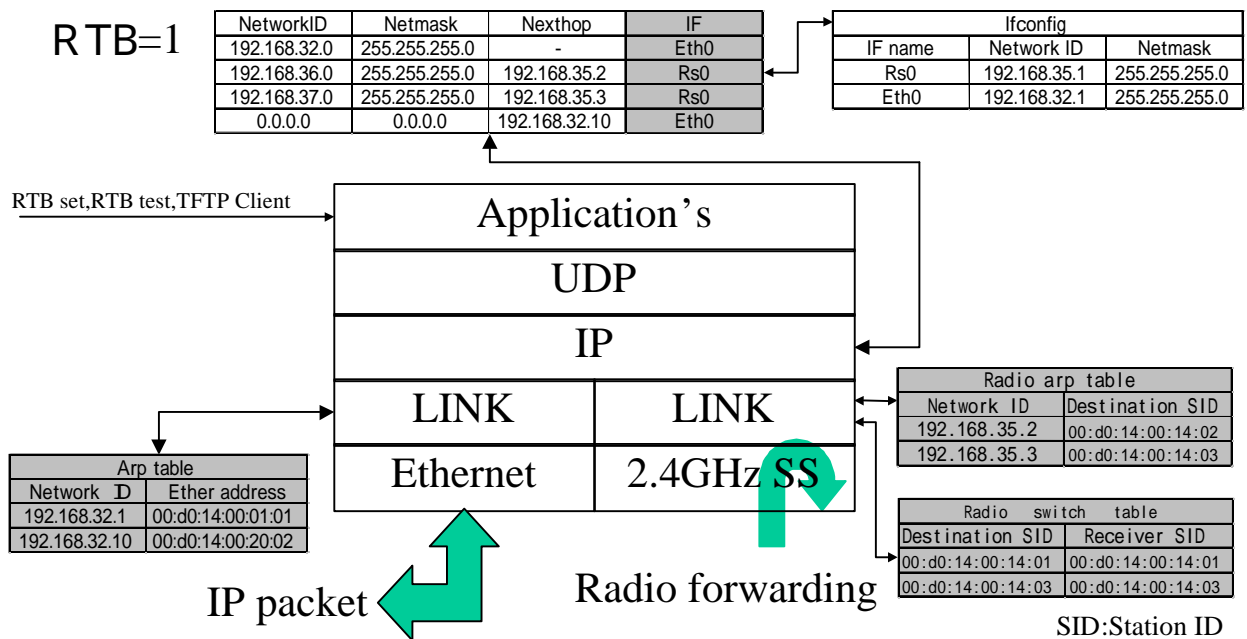 RTB=1
NetworkID Netmask Nexthop IF
192.168.32.0 255.255.255.0 - Eth0
192.168.36.0 255.255.255.0 192.168.35.2 Rs0
192.168.37.0 255.255.255.0 192.168.35.3 Rs0
0.0.0.0 0.0.0.0 192.168.32.10 Eth0
Ifconfig
IF name Network ID Netmask
Rs0 192.168.35.1 255.255.255.0
Eth0 192.168.32.1 255.255.255.0
RTB set,RTB test,TFTP Client
Application's
UDP
IP
LINK LINK
Ethernet 2.4GHz SS
Radio arp table
Network ID Destination SID
192.168.35.2 00:d0:14:00:14:02
192.168.35.3 00:d0:14:00:14:03
Arp table
Network ID Ether address
192.168.32.1 00:d0:14:00:01:01
192.168.32.10 00:d0:14:00:20:02
Radio switch table
Destination SID Receiver SID
00:d0:14:00:14:01 00:d0:14:00:14:01
00:d0:14:00:14:03 00:d0:14:00:14:03
IP packet
Radio forwarding
SID:Station ID